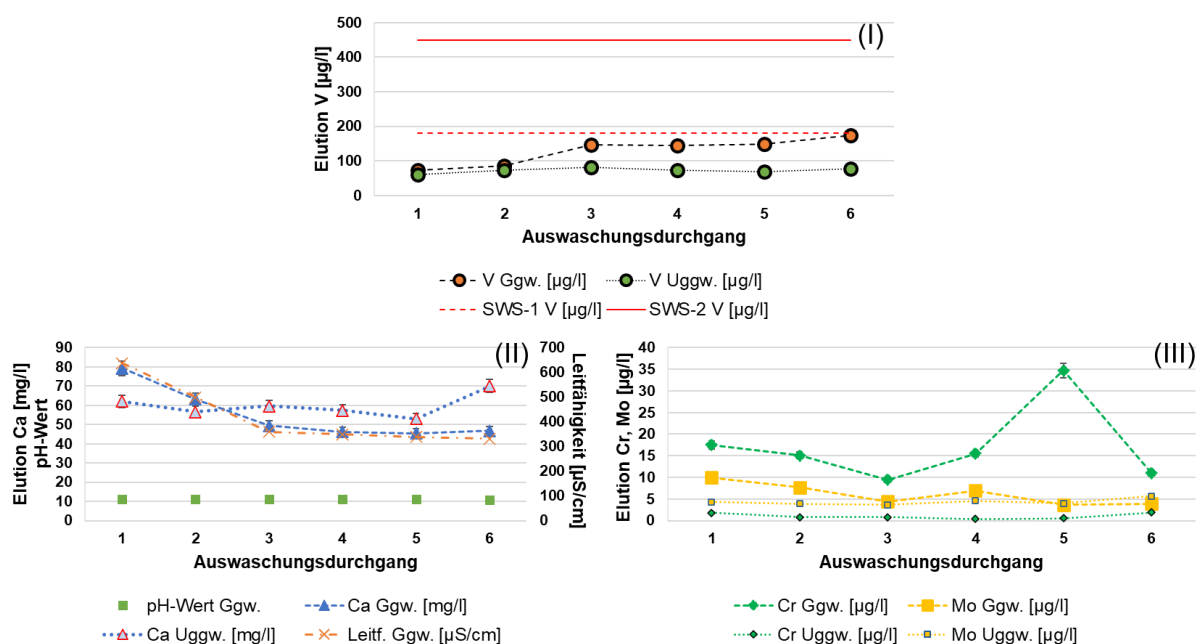 (I)
Elution V [µg/l]
500
400
300
200
100
0
1 2 3 4 5 6
Auswaschungsdurchgang
V Ggw. [µg/l] V Uggw. [µg/l]
SWS-1 V [µg/l] SWS-2 V [µg/l]
(II)
Elution Ca [mg/l]
pH-Wert
90
80
70
60
50
40
30
20
10
0
700
600
500
400
300
200
100
0
Leitfähigkeit [µS/cm]
1 2 3 4 5 6
Auswaschungsdurchgang
pH-Wert Ggw. Ca Ggw. [mg/l]
Ca Uggw. [mg/l] Leitf. Ggw. [µS/cm]
(III)
Elution Cr, Mo [µg/l]
40
35
30
25
20
15
10
5
0
1 2 3 4 5 6
Auswaschungsdurchgang
Cr Ggw. [µg/l] Mo Ggw. [µg/l]
Cr Uggw. [µg/l] Mo Uggw. [µg/l]